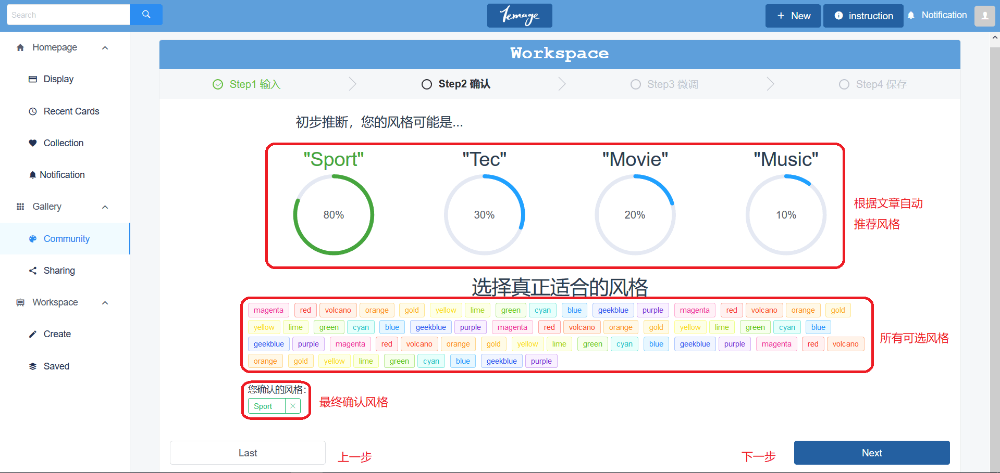 Search
Temage
+ New
instruction
Notification
Homepage
Display
Recent Cards
Collection
Notification
Gallery
Community
Sharing
Workspace
Create
Saved
Workspace
Step1 输入
Step2 确认
Step3 微调
Step4 保存
初步推断，您的风格可能是...
"Sport" "Tec" "Movie" "Music"
80% 30% 20% 10%
根据文章自动
推荐风格
选择真正适合的风格
magenta red volcano orange gold yellow lime green cyan blue geekblue purple magenta red volcano orange gold
yellow lime green cyan blue geekblue purple magenta red volcano orange gold yellow lime green cyan blue
geekblue purple magenta red volcano orange gold yellow lime green cyan blue geekblue purple magenta red volcano
orange gold yellow lime green cyan blue geekblue purple
所有可选风格
您确认的风格：
Sport ×
最终确认风格
Last
上一步
下一步
Next